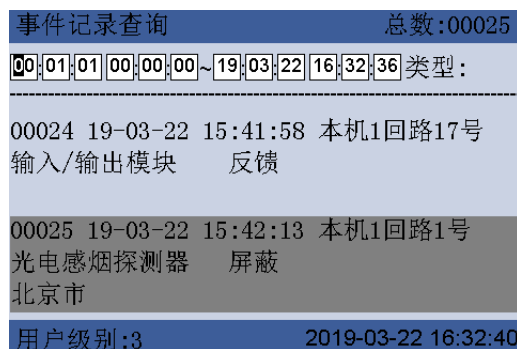 事件记录查询 总数:00025
00:01:01 00:00:00~19:03:22 16:32:36 类型:
00024 19-03-22 15:41:58 本机1回路17号
输入/输出模块 反馈
00025 19-03-22 15:42:13 本机1回路1号
光电感烟探测器 屏蔽
北京市
用户级别:3 2019-03-22 16:32:40